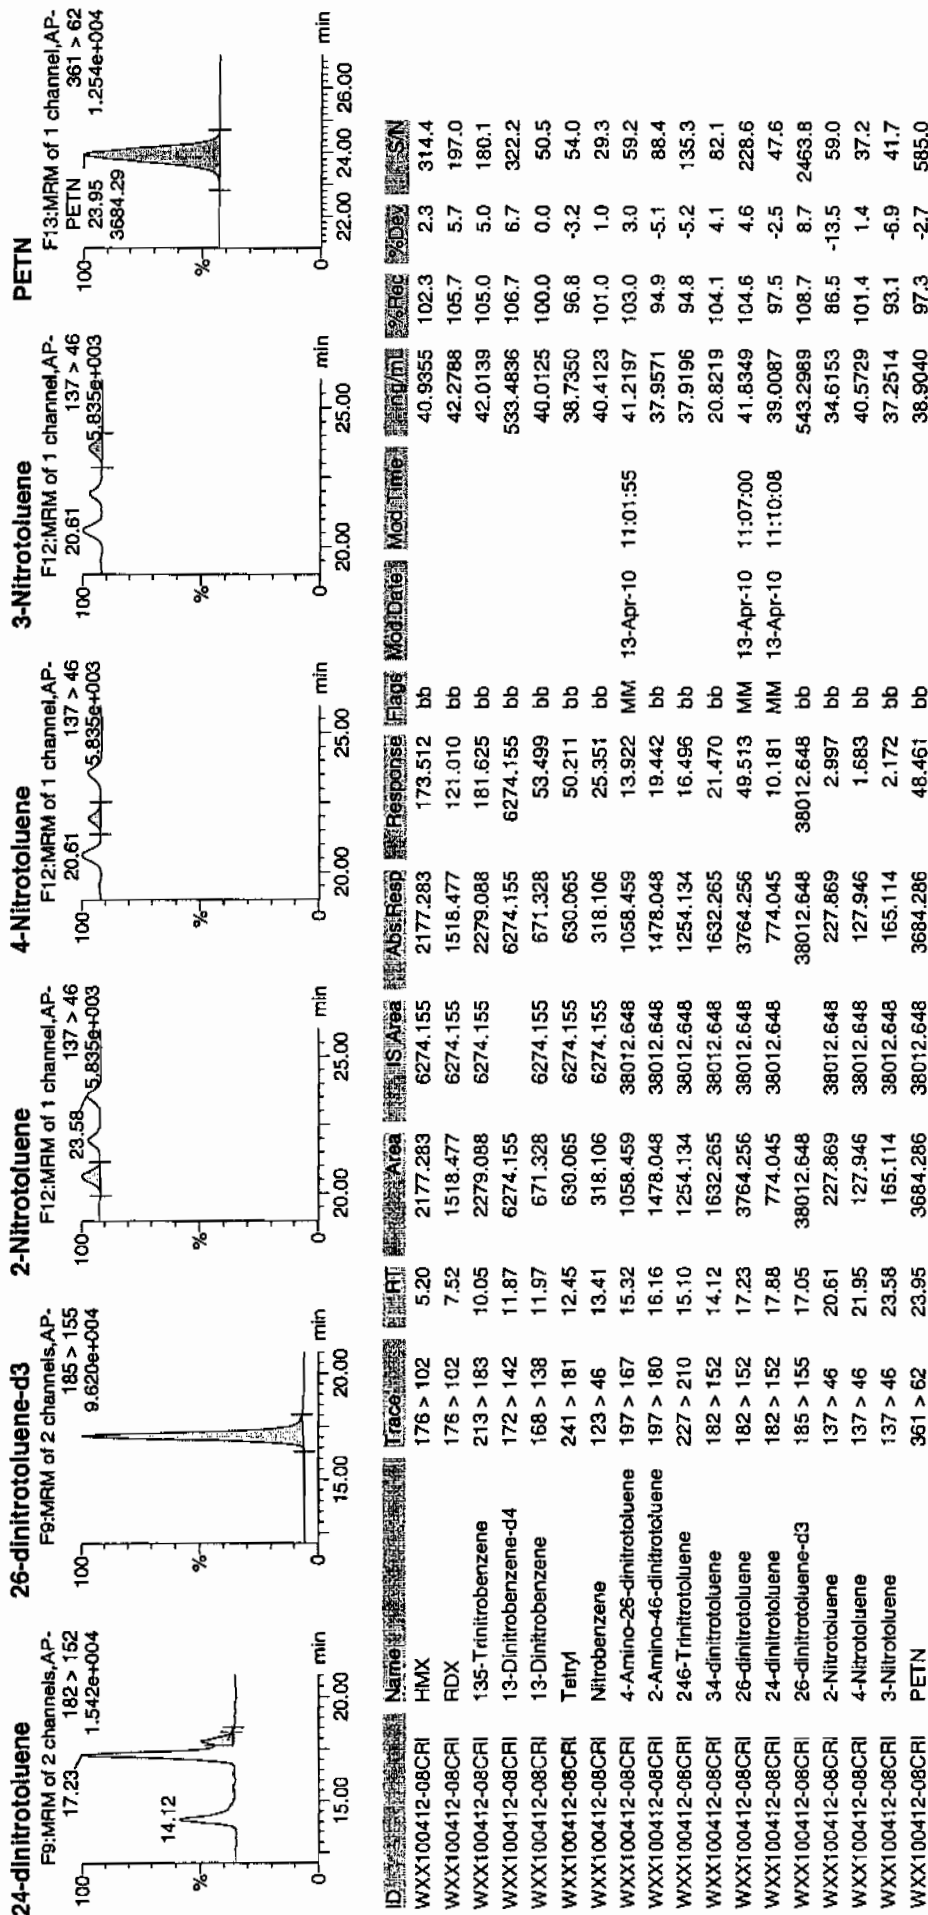 24-dinitrotoluene
F9:MRM of 2 channels,AP-
17.23 182 > 152
100 1.542e+004
14.12
%
0
15.00 20.00 min
26-dinitrotoluene-d3
F9:MRM of 2 channels,AP-
185 > 155
100 9.620e+004
%
0
15.00 20.00 min
2-Nitrotoluene
F12:MRM of 1 channel,AP-
23.58 137 > 46
100 5.835e+003
%
0
20.00 25.00 min
4-Nitrotoluene
F12:MRM of 1 channel,AP-
20.61 137 > 46
100 5.835e+003
%
0
20.00 25.00 min
3-Nitrotoluene
F12:MRM of 1 channel,AP-
20.61 137 > 46
100 5.835e+003
%
0
20.00 25.00 min
PETN
F13:MRM of 1 channel,AP-
PETN 361 > 62
100 23.95 1.254e+004
3684.29
%
0
22.00 24.00 26.00 min
ID Name Trace RT Area IS Area Abs.Resp Response Flags Mod.Date Mod.Time ng/mL %Rec %Dev S/N
WXX100412-08CRI HMX 176 > 102 5.20 2177.283 6274.155 2177.283 173.512 bb 40.9355 102.3 2.3 314.4
WXX100412-08CRI RDX 176 > 102 7.52 1518.477 6274.155 1518.477 121.010 bb 42.2788 105.7 5.7 197.0
WXX100412-08CRI 135-Trinitrobenzene 213 > 183 10.05 2279.088 6274.155 2279.088 181.625 bb 42.0139 105.0 5.0 180.1
WXX100412-08CRI 13-Dinitrobenzene-d4 172 > 142 11.87 6274.155 6274.155 6274.155 bb 533.4836 106.7 6.7 322.2
WXX100412-08CRI 13-Dinitrobenzene 168 > 138 11.97 671.328 6274.155 671.328 53.499 bb 40.0125 100.0 0.0 50.5
WXX100412-08CRI Tetryl 241 > 181 12.45 630.065 6274.155 630.065 50.211 bb 38.7350 96.8 -3.2 54.0
WXX100412-08CRI Nitrobenzene 123 > 46 13.41 318.106 6274.155 318.106 25.351 bb 40.4123 101.0 1.0 29.3
WXX100412-08CRI 4-Amino-26-dinitrotoluene 197 > 167 15.32 1058.459 38012.648 1058.459 13.922 MM 13-Apr-10 11:01:55 41.2197 103.0 3.0 59.2
WXX100412-08CRI 2-Amino-46-dinitrotoluene 197 > 180 16.16 1478.048 38012.648 1478.048 19.442 bb 37.9571 94.9 -5.1 88.4
WXX100412-08CRI 246-Trinitrotoluene 227 > 210 15.10 1254.134 38012.648 1254.134 16.496 bb 37.9196 94.8 -5.2 135.3
WXX100412-08CRI 34-dinitrotoluene 182 > 152 14.12 1632.265 38012.648 1632.265 21.470 bb 20.8219 104.1 4.1 82.1
WXX100412-08CRI 26-dinitrotoluene 182 > 152 17.23 3764.256 38012.648 3764.256 49.513 MM 13-Apr-10 11:07:00 41.8349 104.6 4.6 228.6
WXX100412-08CRI 24-dinitrotoluene 182 > 152 17.88 774.045 38012.648 774.045 10.181 MM 13-Apr-10 11:10:08 39.0087 97.5 -2.5 47.6
WXX100412-08CRI 26-dinitrotoluene-d3 185 > 155 17.05 38012.648 38012.648 38012.648 bb 543.2989 108.7 8.7 2463.8
WXX100412-08CRI 2-Nitrotoluene 137 > 46 20.61 227.869 38012.648 227.869 2.997 bb 34.6153 86.5 -13.5 59.0
WXX100412-08CRI 4-Nitrotoluene 137 > 46 21.95 127.946 38012.648 127.946 1.683 bb 40.5729 101.4 1.4 37.2
WXX100412-08CRI 3-Nitrotoluene 137 > 46 23.58 165.114 38012.648 165.114 2.172 bb 37.2514 93.1 -6.9 41.7
WXX100412-08CRI PETN 361 > 62 23.95 3684.286 38012.648 3684.286 48.461 bb 38.9040 97.3 -2.7 585.0